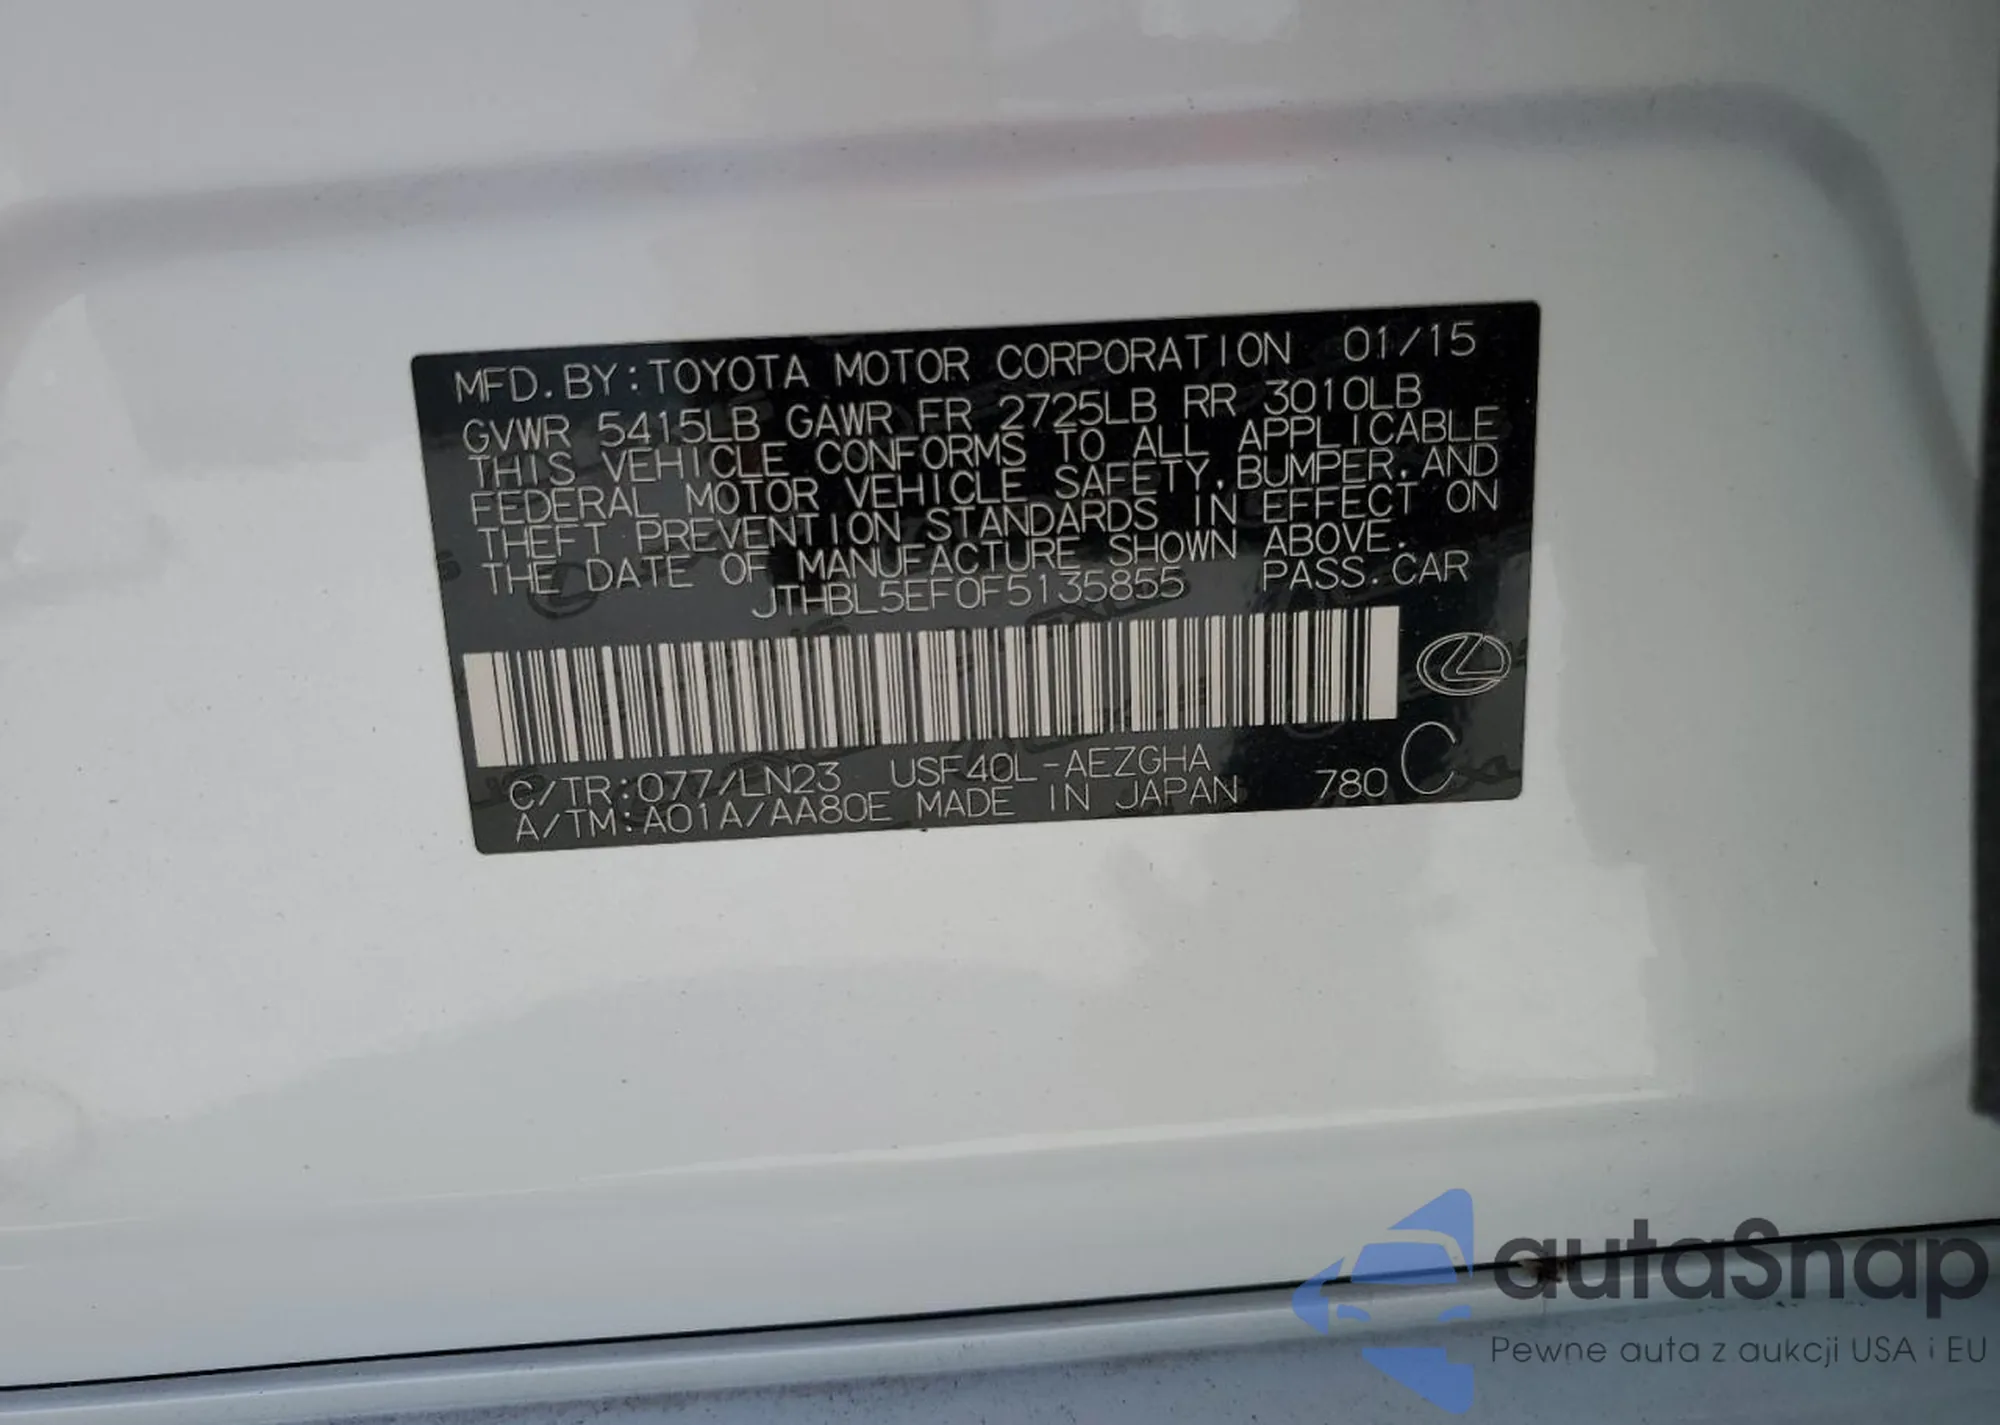 MFD. BY: TOYOTA MOTOR CORPORATION 01/15
GVWR 5415LB GAWR FR 2725LB RR 3010LB
THIS VEHICLE CONFORMS TO ALL APPLICABLE
FEDERAL MOTOR VEHICLE SAFETY, BUMPER, AND
THEFT PREVENTION STANDARDS IN EFFECT ON
THE DATE OF MANUFACTURE SHOWN ABOVE.
JTHBL5EF0F5135855 PASS. CAR
C/TR: 077/LN23 USF40L-AEZGHA
A/TM: A01A/AA80E MADE IN JAPAN 780 C
autaSnap
Pewne auta z aukcji USA i EU